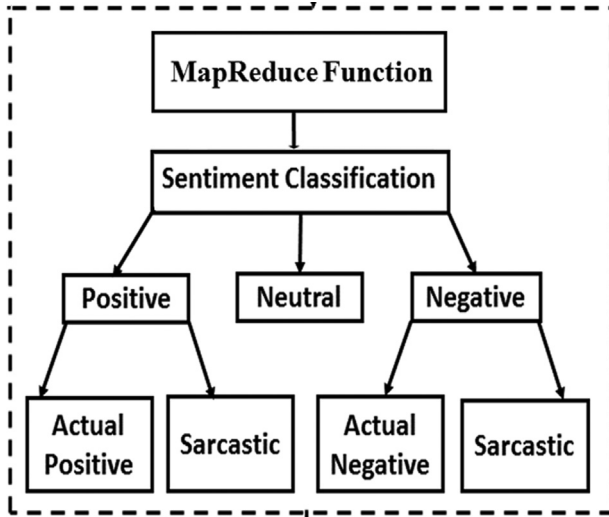 MapReduce Function
Sentiment Classification
Positive
Neutral
Negative
Actual
Positive
Sarcastic
Actual
Negative
Sarcastic